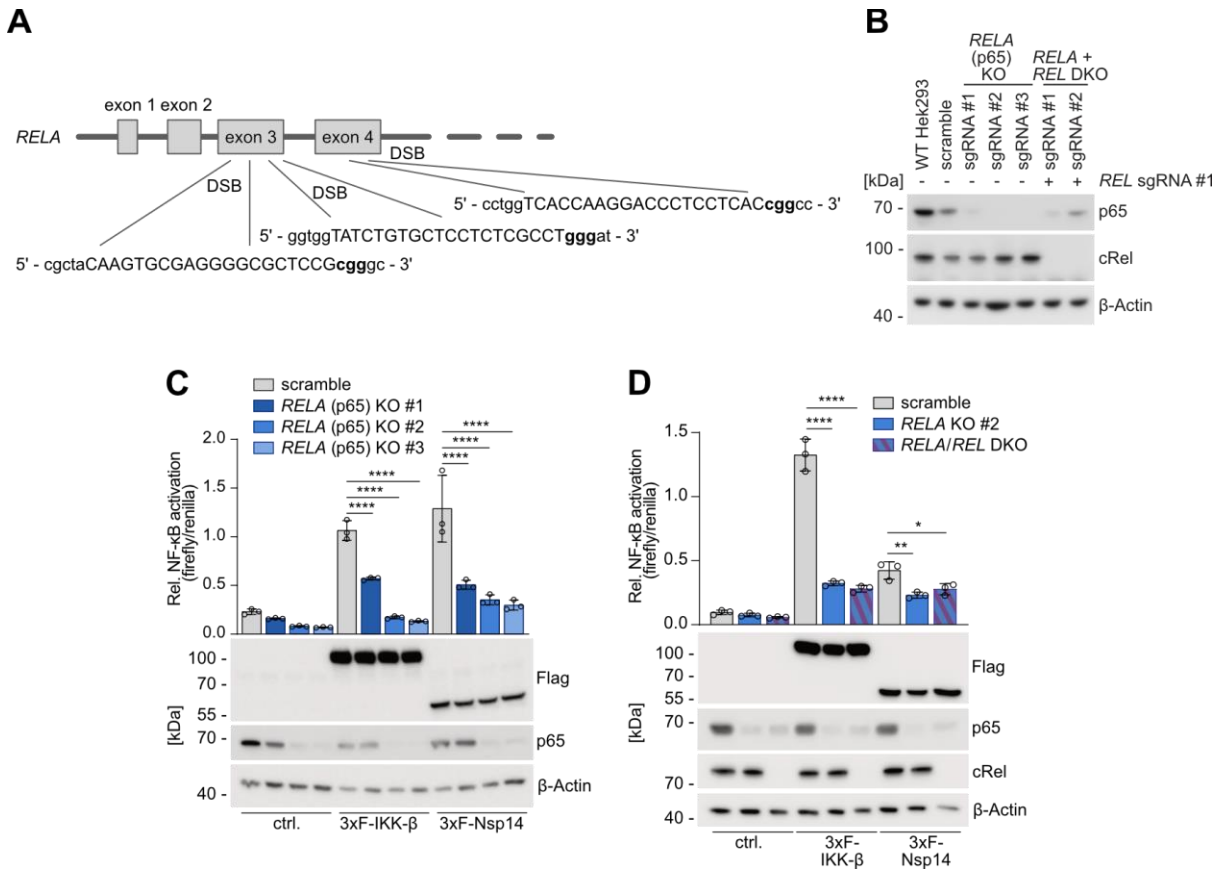 A
exon 1 exon 2
RELA
exon 3
exon 4
DSB
DSB
DSB
5' - cctggTCACCAAGGACCCTCCTCACcggcc - 3'
5' - ggtggTATCTGTGCTCCTCTCGCCTgggat - 3'
5' - cgctaCAAGTGCGAGGGGCGCTCCGcgggc - 3'
B
RELA
(p65)
KO
RELA +
REL DKO
WT Hek293
scramble
sgRNA #1
sgRNA #2
sgRNA #3
sgRNA #1
sgRNA #2
[kDa] - - - - - + + REL sgRNA #1
70 - p65
100 - cRel
40 - β-Actin
C
scramble
RELA (p65) KO #1
RELA (p65) KO #2
RELA (p65) KO #3
Rel. NF-κB activation
(firefly/renilla)
2.0
1.5
1.0
0.5
0.0
**** **** ****
**** **** ****
[kDa]
100 -
70 -
55 -
Flag
70 - p65
40 - β-Actin
ctrl. 3xF-IKK-β 3xF-Nsp14
D
scramble
RELA KO #2
RELA/REL DKO
Rel. NF-κB activation
(firefly/renilla)
1.5
1.0
0.5
0.0
****
****
*
**
[kDa]
100 -
70 -
55 -
Flag
70 - p65
70 - cRel
40 - β-Actin
ctrl. 3xF-
IKK-β
3xF-
Nsp14